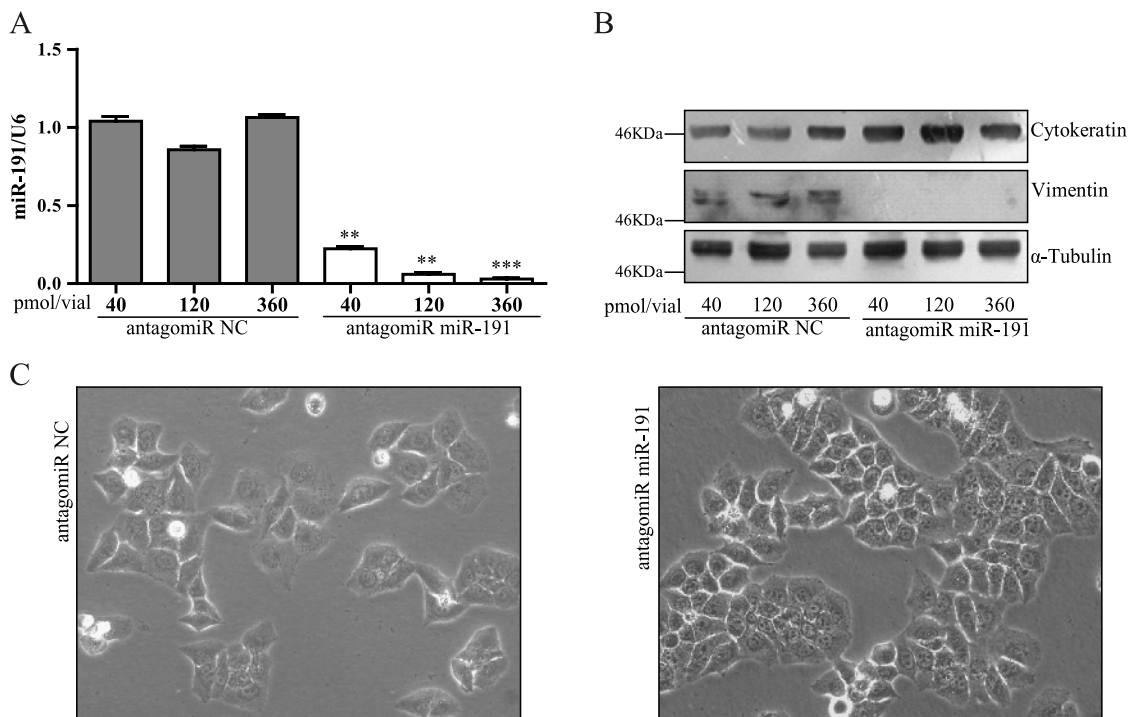 A
miR-191/U6
1.5
1.0
0.5
0.0
**
**
***
pmol/vial 40 120 360 40 120 360
antagomiR NC antagomiR miR-191
B
46KDa Cytokeratin
Vimentin
46KDa
α-Tubulin
46KDa
pmol/vial 40 120 360 40 120 360
antagomiR NC antagomiR miR-191
C
antagomiR NC
antagomiR miR-191